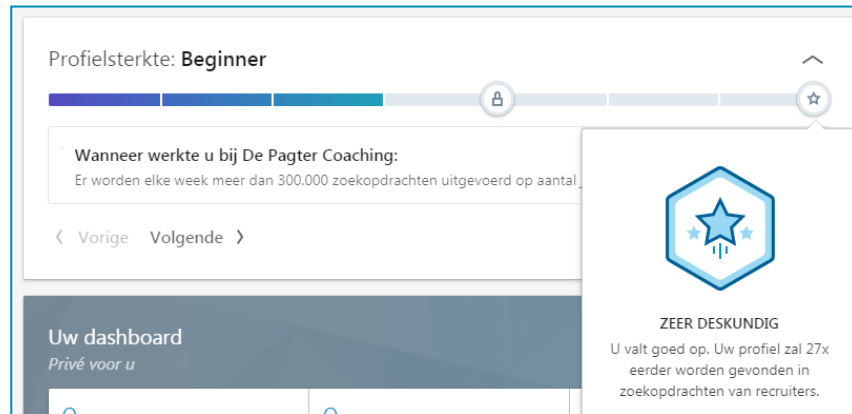 Profielsterkte: Beginner
Wanneer werkte u bij De Pagter Coaching:
Er worden elke week meer dan 300.000 zoekopdrachten uitgevoerd op aantal
Vorige Volgende
Uw dashboard
Privé voor u
ZEER DESKUNDIG
U valt goed op. Uw profiel zal 27x
eerder worden gevonden in
zoekopdrachten van recruiters.